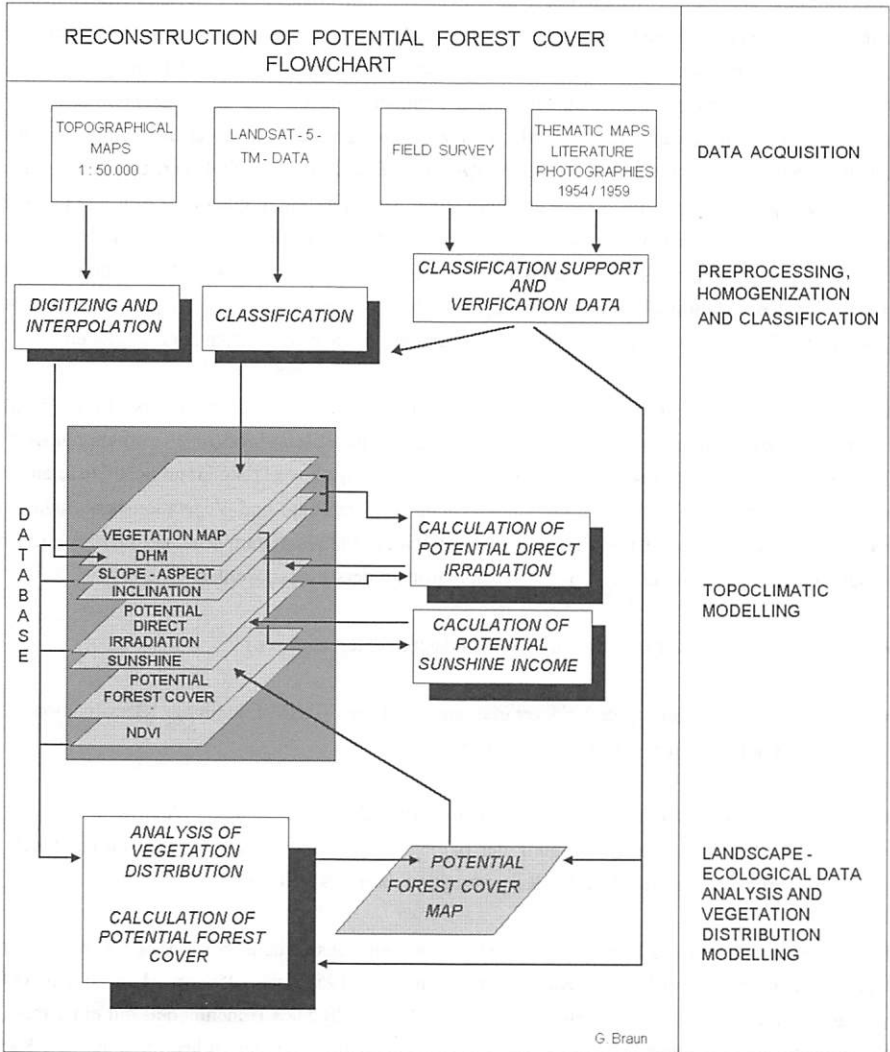 RECONSTRUCTION OF POTENTIAL FOREST COVER
FLOWCHART
TOPOGRAPHICAL
MAPS
1 : 50.000
LANDSAT - 5 -
TM - DATA
FIELD SURVEY
THEMATIC MAPS
LITERATURE
PHOTOGRAPHIES
1954 / 1959
DATA ACQUISITION
DIGITIZING AND
INTERPOLATION
CLASSIFICATION
CLASSIFICATION SUPPORT
AND
VERIFICATION DATA
PREPROCESSING,
HOMOGENIZATION
AND CLASSIFICATION
DATABASE
VEGETATION MAP
DHM
SLOPE - ASPECT
INCLINATION
POTENTIAL
DIRECT
IRRADIATION
SUNSHINE
POTENTIAL
FOREST COVER
NDVI
CALCULATION OF
POTENTIAL DIRECT
IRRADIATION
CACULATION OF
POTENTIAL
SUNSHINE INCOME
TOPOCLIMATIC
MODELLING
ANALYSIS OF
VEGETATION
DISTRIBUTION
CALCULATION OF
POTENTIAL FOREST
COVER
POTENTIAL
FOREST COVER
MAP
LANDSCAPE -
ECOLOGICAL DATA
ANALYSIS AND
VEGETATION
DISTRIBUTION
MODELLING
G. Braun